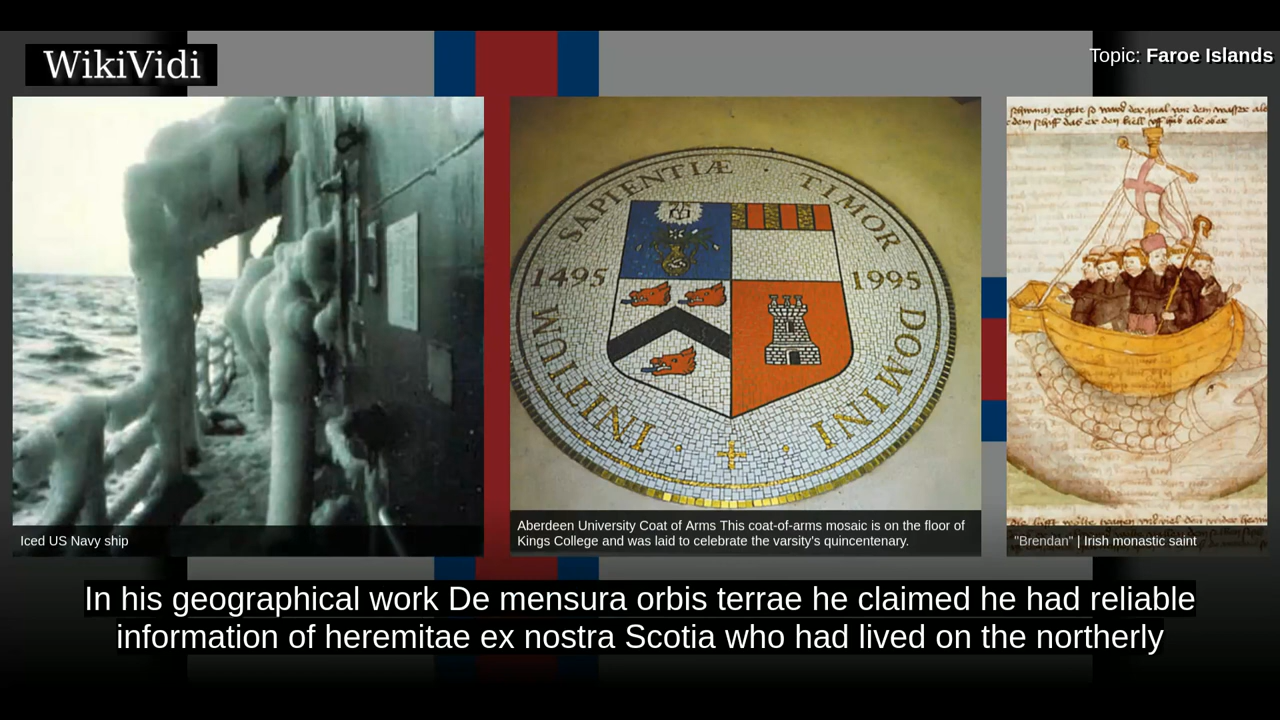 WikiVidi
Topic: Faroe Islands
SAPIENTIÆ TIMOR
1495 1995
INITIUM DOMINI
Iced US Navy ship
Aberdeen University Coat of Arms This coat-of-arms mosaic is on the floor of
Kings College and was laid to celebrate the varsity's quincentenary.
"Brendan" | Irish monastic saint
In his geographical work De mensura orbis terrae he claimed he had reliable
information of heremitae ex nostra Scotia who had lived on the northerly